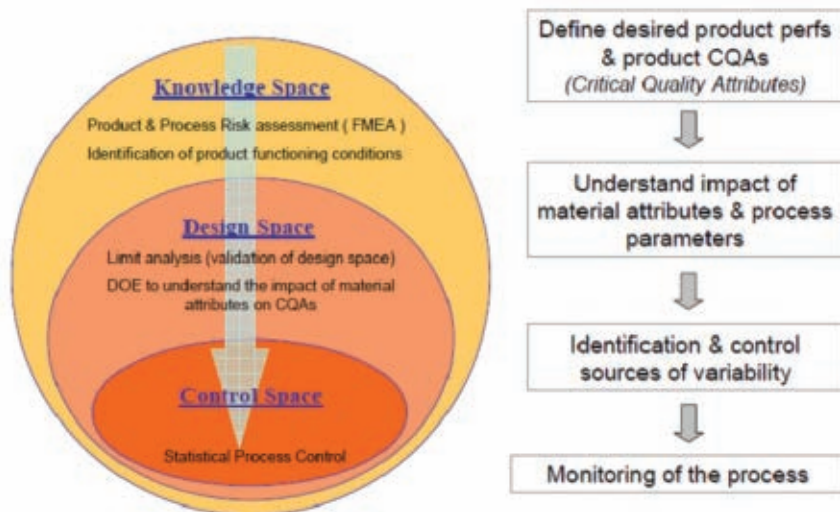 Knowledge Space
Product & Process Risk assessment ( FMEA )
Identification of product functioning conditions
Design Space
Limit analysis (validation of design space)
DOE to understand the impact of material
attributes on CQAs
Control Space
Statistical Process Control
Define desired product perfs
& product CQAs
(Critical Quality Attributes)
Understand impact of
material attributes & process
parameters
Identification & control
sources of variability
Monitoring of the process